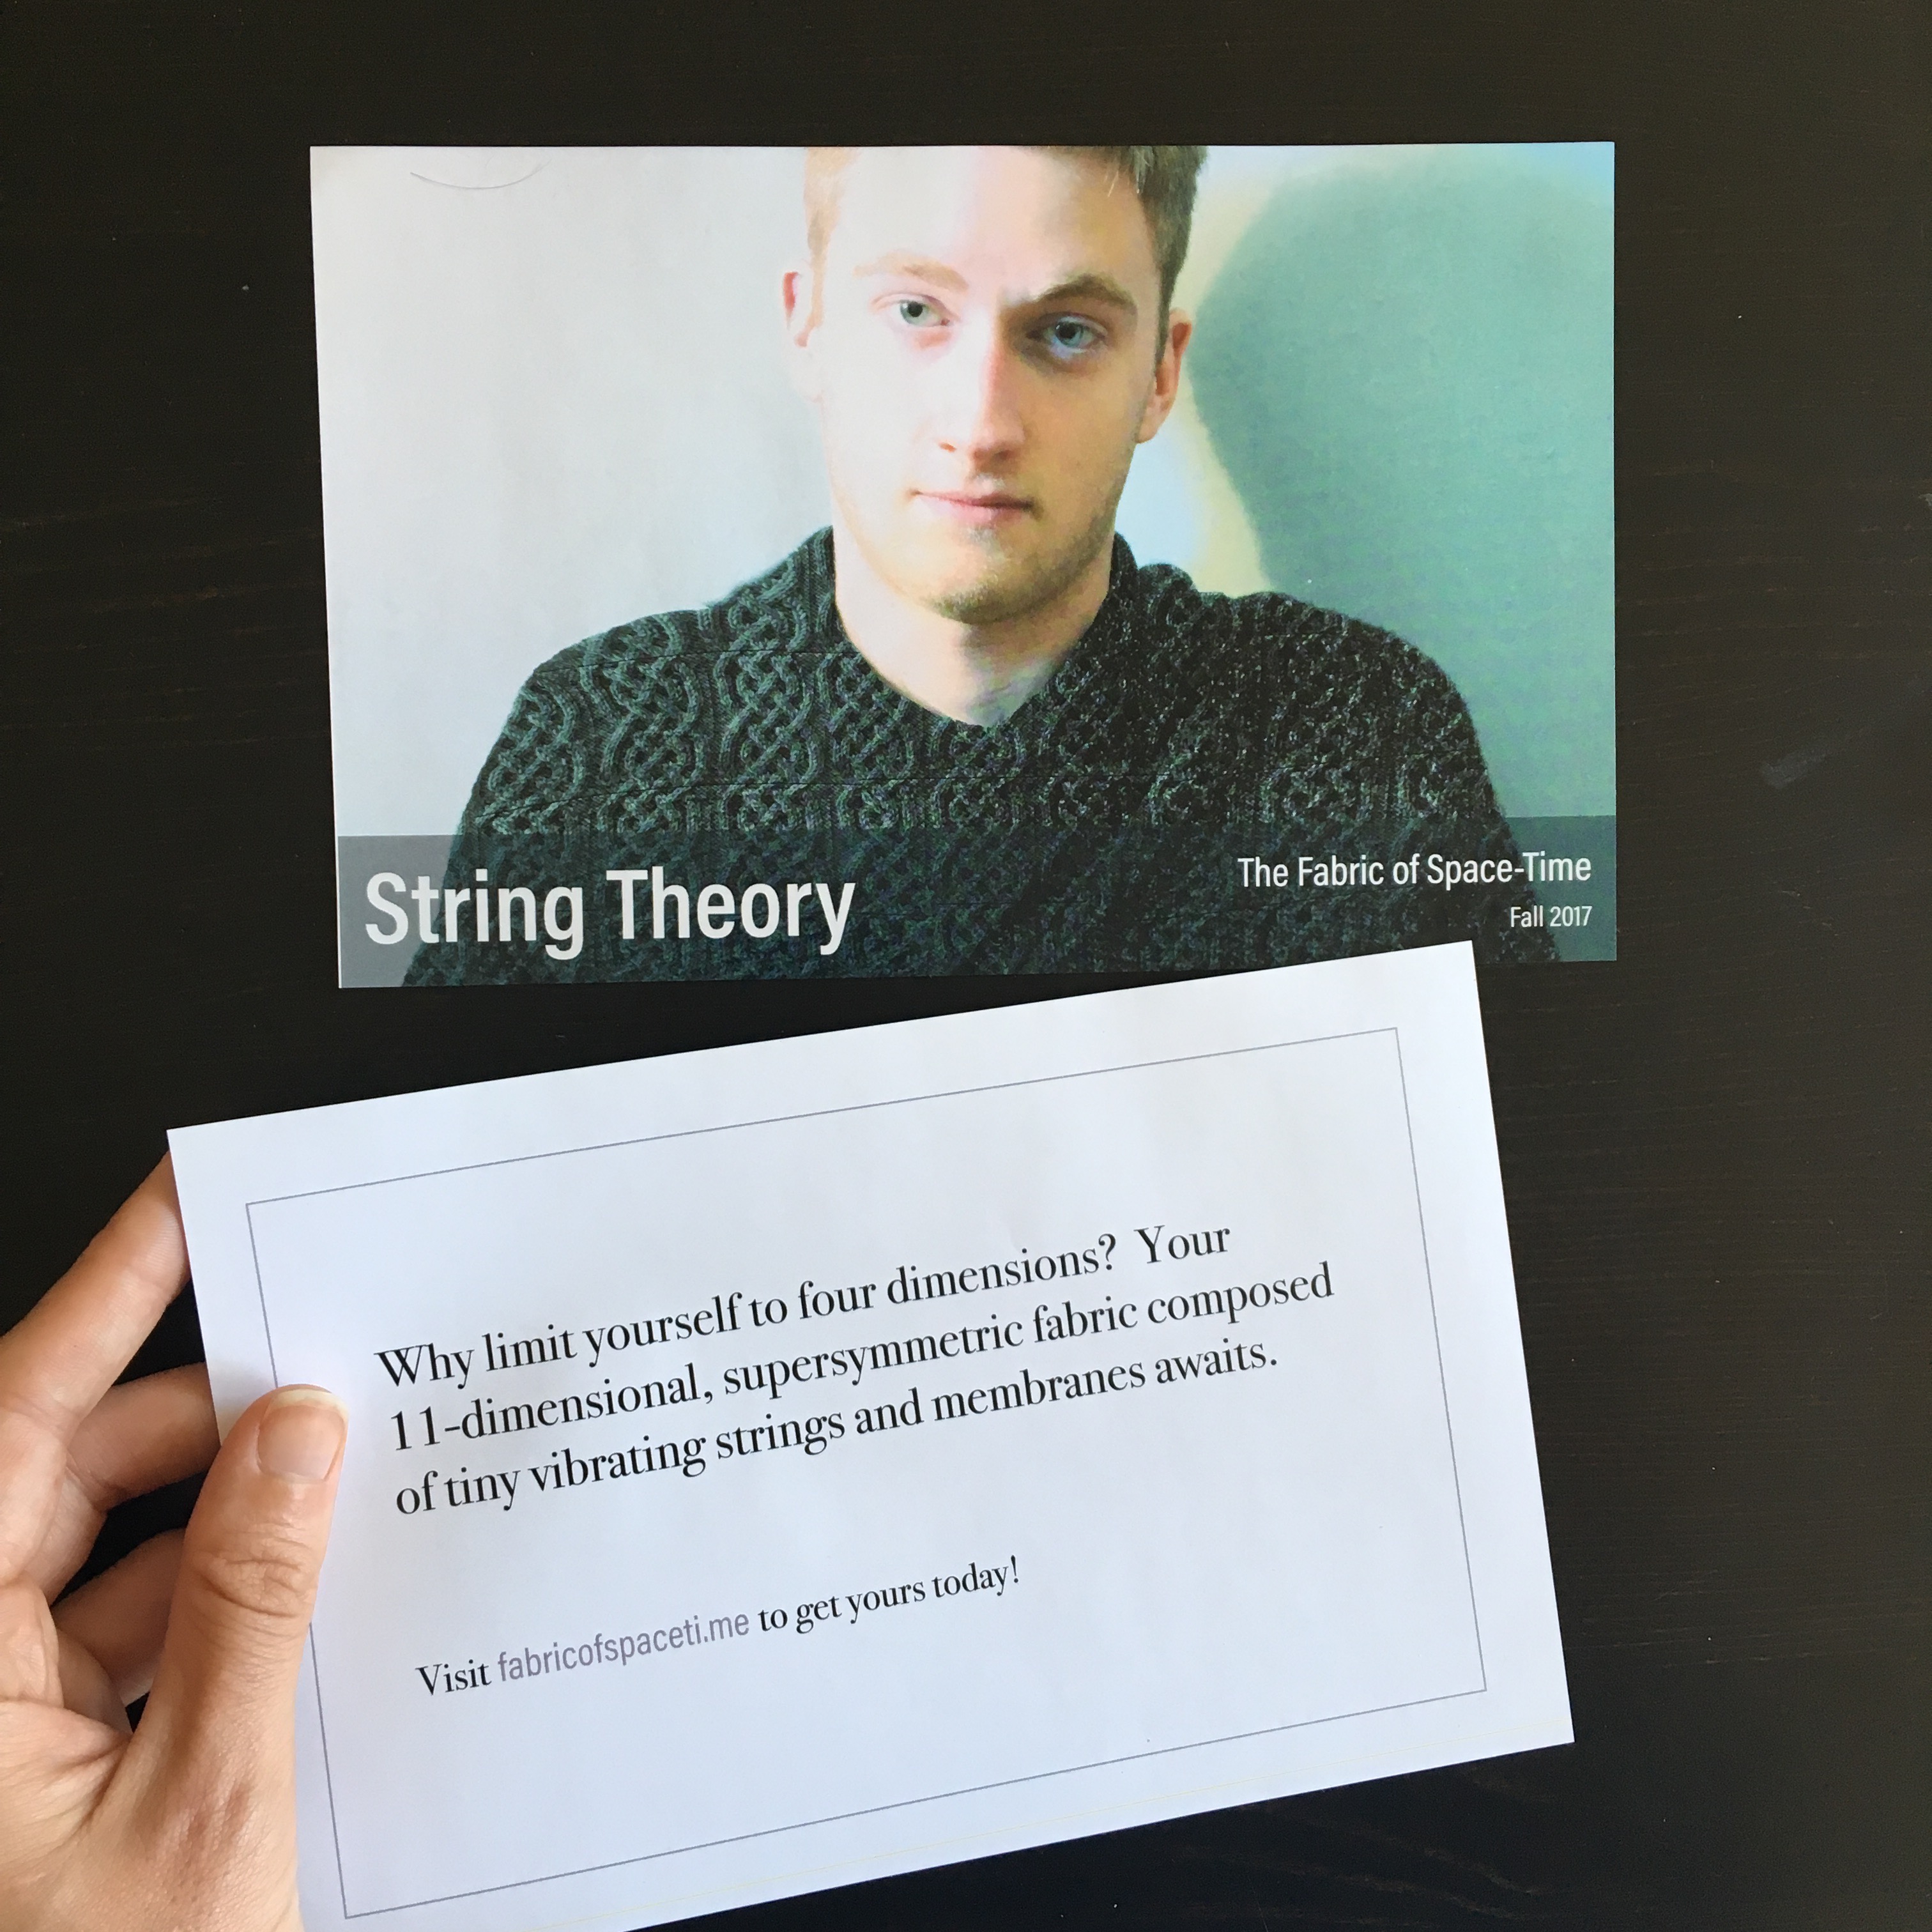 String Theory
The Fabric of Space-Time
Fall 2017
Why limit yourself to four dimensions?  Your
11-dimensional, supersymmetric fabric composed
of tiny vibrating strings and membranes awaits.
Visit fabricofspaceti.me to get yours today!